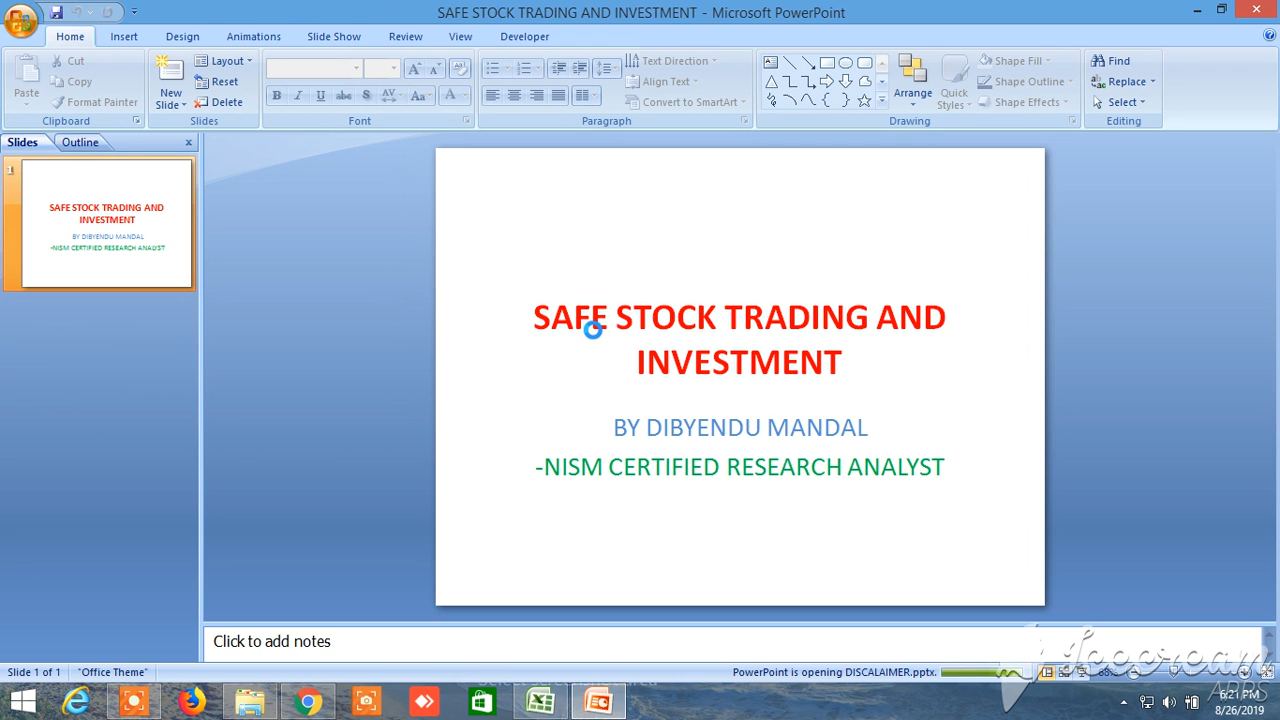 SAFE STOCK TRADING AND INVESTMENT - Microsoft PowerPoint
Home Insert Design Animations Slide Show Review View Developer
Paste
Cut
Copy
Format Painter
Clipboard
New
Slide
Layout
Reset
Delete
Slides
B I U abc S AV Aa A
Font
Text Direction
Align Text
Convert to SmartArt
Paragraph
Arrange
Quick
Styles
Shape Fill
Shape Outline
Shape Effects
Drawing
Find
Replace
Select
Editing
Slides Outline
1
SAFE STOCK TRADING AND
INVESTMENT
BY DIBYENDU MANDAL
-NISM CERTIFIED RESEARCH ANALYST
SAFE STOCK TRADING AND
INVESTMENT
BY DIBYENDU MANDAL
-NISM CERTIFIED RESEARCH ANALYST
Click to add notes
Slide 1 of 1 "Office Theme" PowerPoint is opening DISCALAIMER.pptx.
6:21 PM
8/26/2019